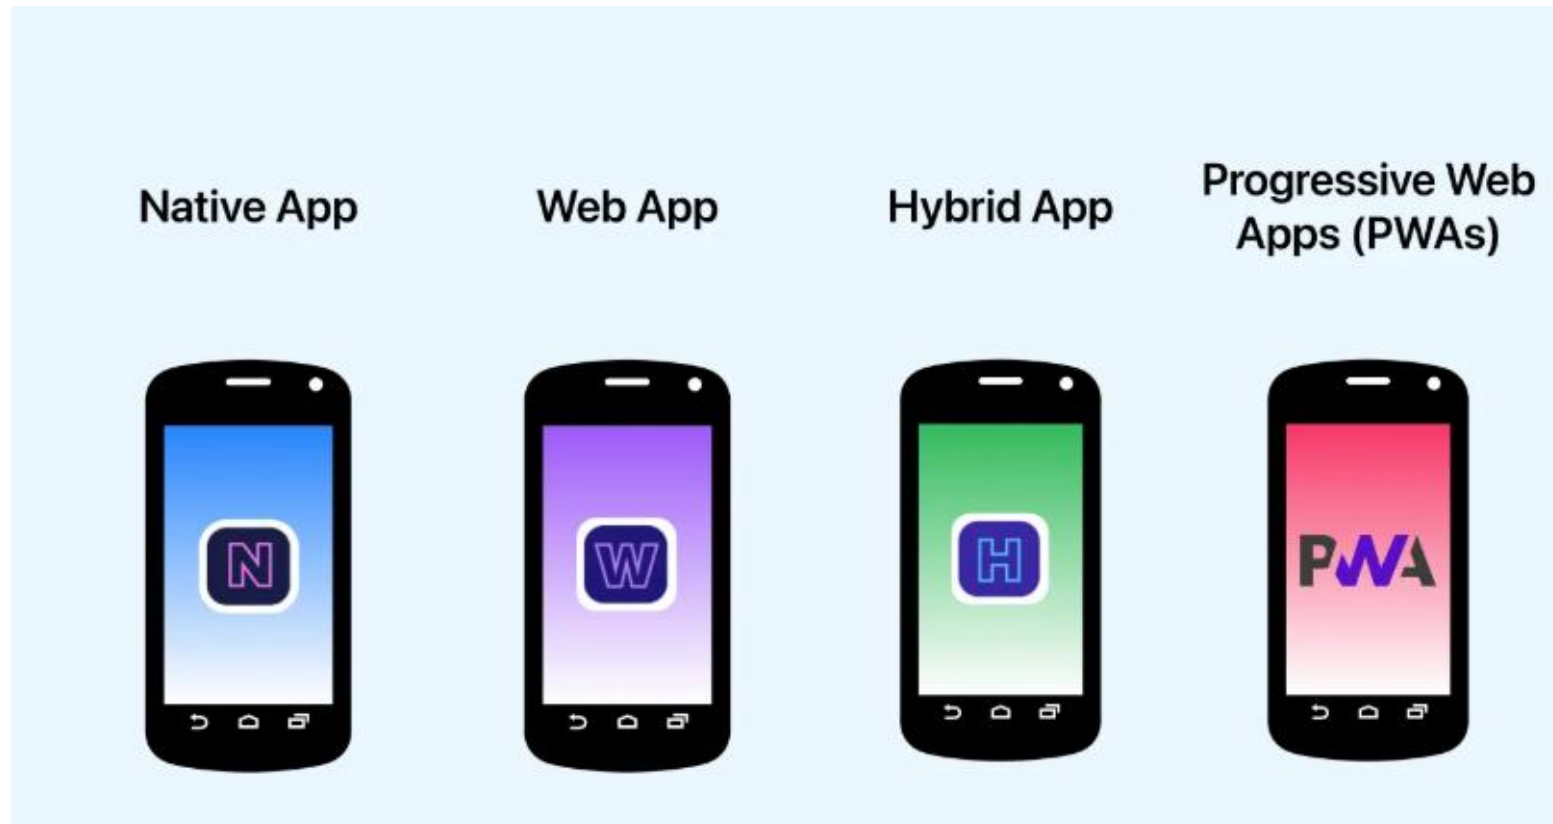 Native App
Web App
Hybrid App
Progressive Web
Apps (PWAs)
N
W
H
PWA